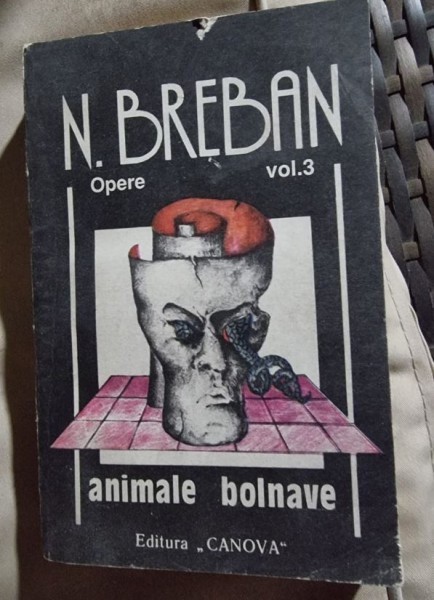 N. BREBAN
Opere vol.3
animale bolnave
Editura „CANOVA“